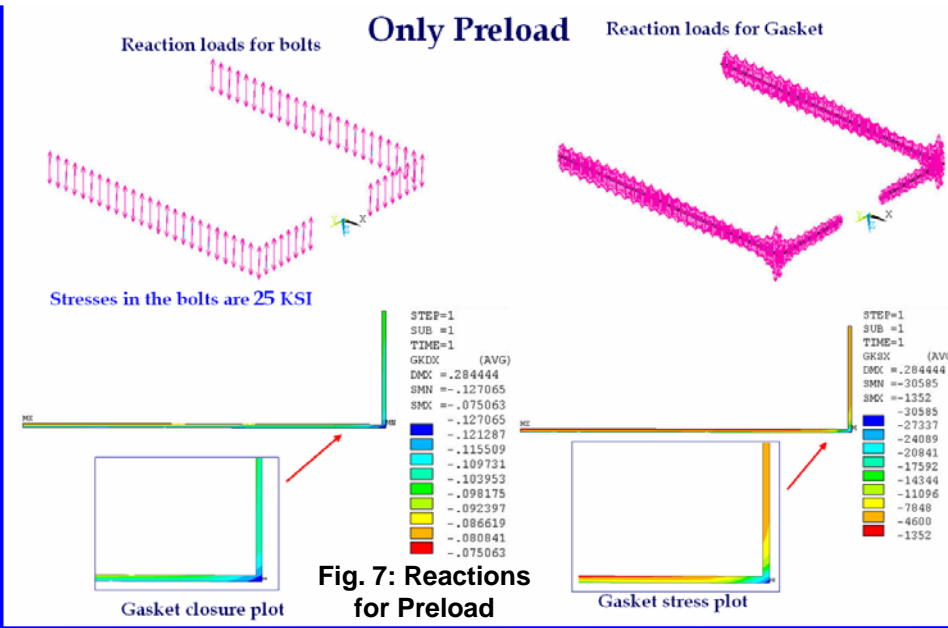 Only Preload
Reaction loads for bolts
Reaction loads for Gasket
X
X
Stresses in the bolts are 25 KSI
STEP=1
SUB =1
TIME=1
GKDX (AVG)
DMX =.284444
SMN =-.127065
SMX =-.075063
-.127065
-.121287
-.115509
-.109731
-.103953
-.098175
-.092397
-.086619
-.080841
-.075063
MX
MN
Gasket closure plot
Fig. 7: Reactions
for Preload
STEP=1
SUB =1
TIME=1
GKSX (AV
DMX =.284444
SMN =-30585
SMX =-1352
-30585
-27337
-24089
-20841
-17592
-14344
-11096
-7848
-4600
-1352
MX
Gasket stress plot